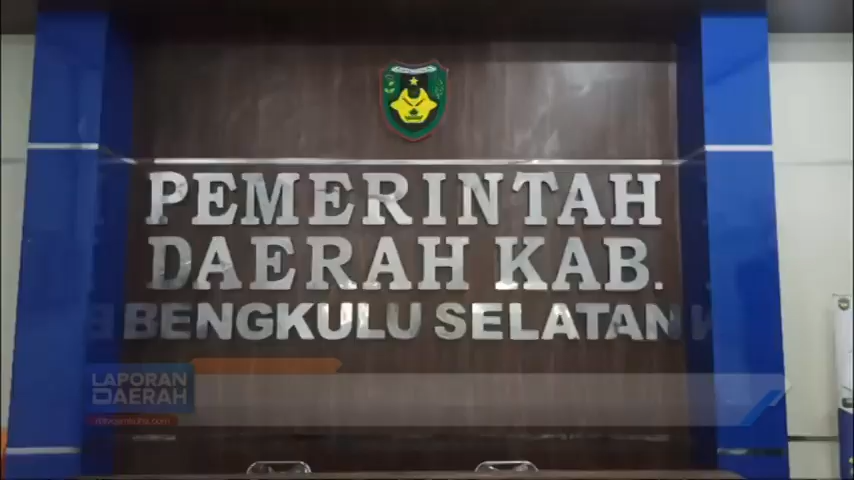 PEMERINTAH
DAERAH KAB.
BENGKULU SELATAN
LAPORAN
DAERAH